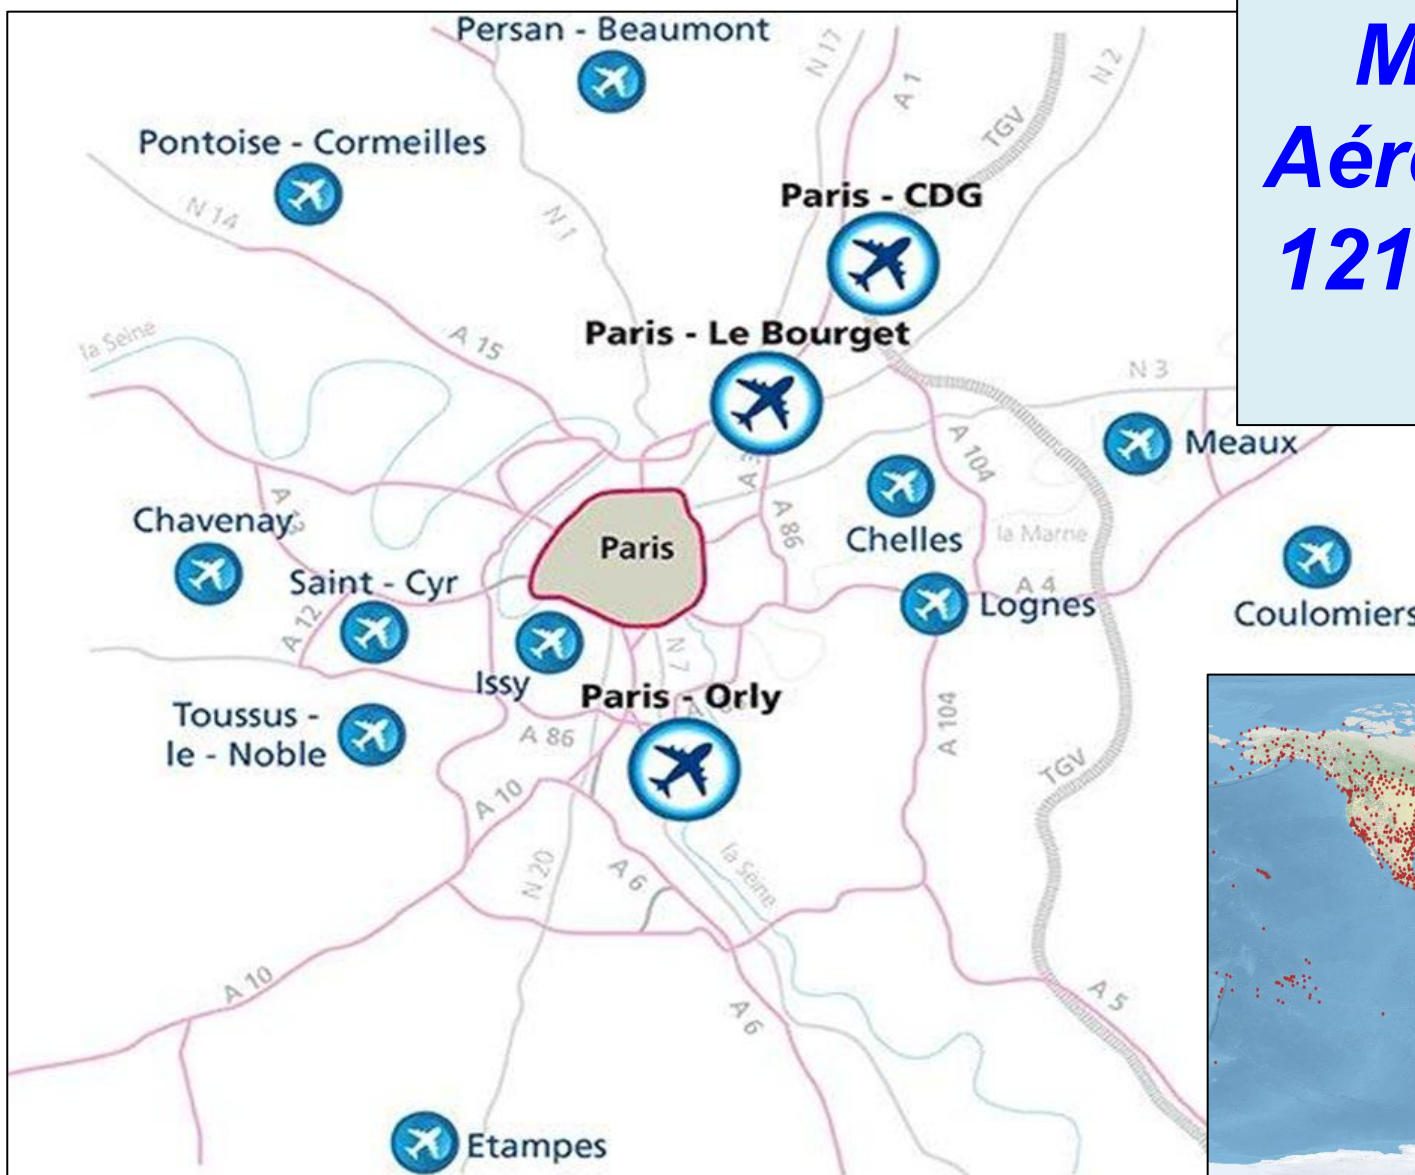 Persan - Beaumont
Pontoise - Cormeilles
N 14
N 1
N 17
A 1
TGV
N 2
Paris - CDG
la Seine
A 15
Paris - Le Bourget
N 3
A 104
Meaux
A 86
Chavenay
Chelles
la Marne
Paris
Saint - Cyr
A 12
A 4
Lognes
Coulomiers
Issy
N 7
Paris - Orly
Toussus -
le - Noble
A 86
A 104
TGV
A 10
N 20
A 6
la Seine
A 10
A 6
A 5
Etampes
M
Aér
121